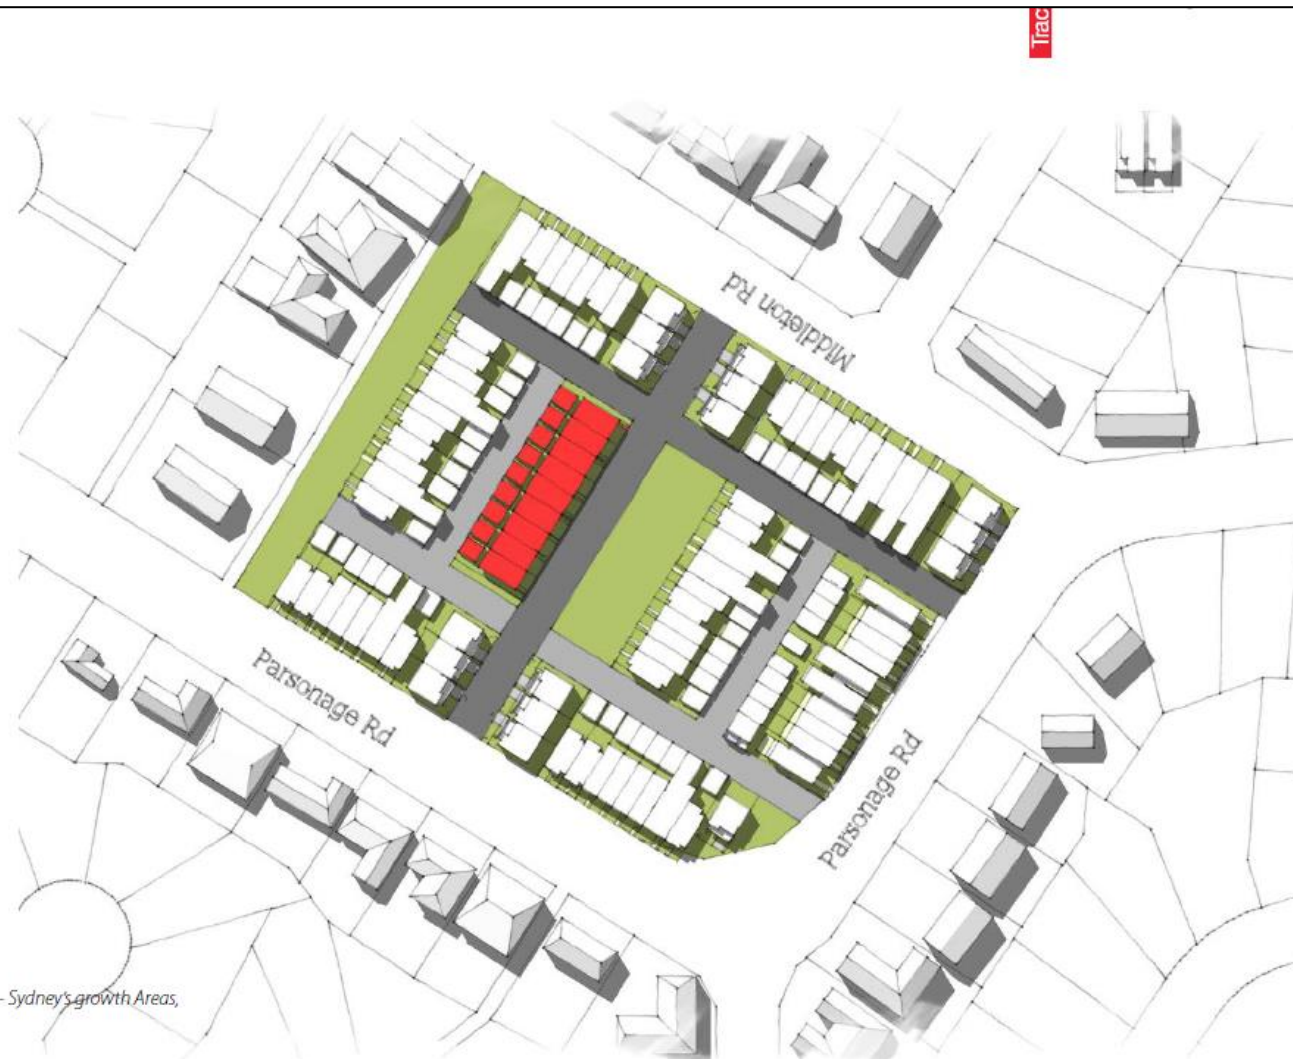 Trac
Middleton Rd
Parsonage Rd
Parsonage Rd
- Sydney's growth Areas,